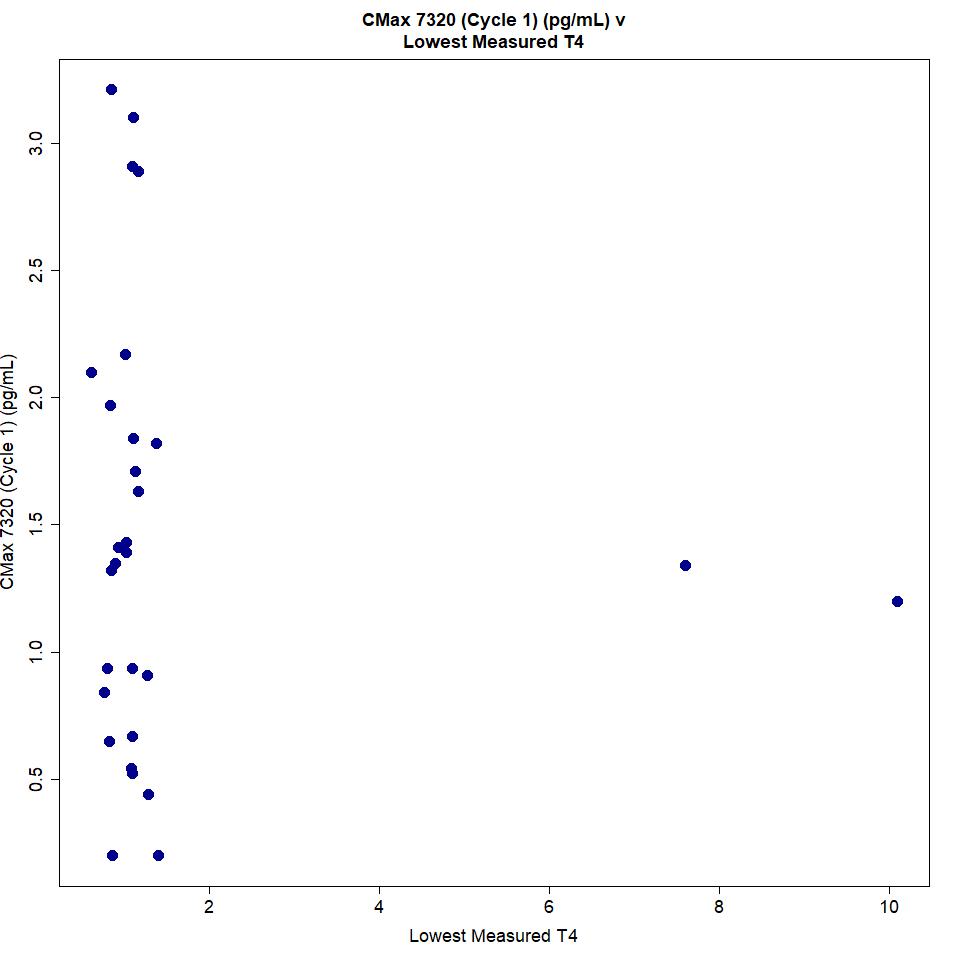 CMax 7320 (Cycle 1) (pg/mL) v
Lowest Measured T4
CMax 7320 (Cycle 1) (pg/mL)
3.0
2.5
2.0
1.5
1.0
0.5
2
4
6
8
10
Lowest Measured T4